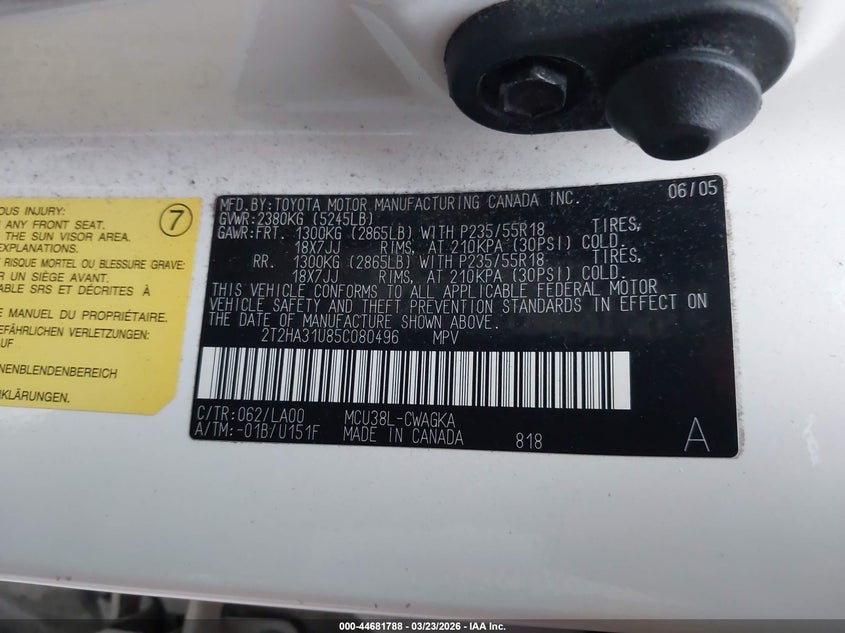 OUS INJURY:
ANY FRONT SEAT.
THE SUN VISOR AREA.
EXPLANATIONS.
RISQUE MORTEL OU BLESSURE GRAVE:
R UN SIÈGE AVANT.
ABLE SRS ET DÉCRITES À
E MANUEL DU PROPRIÉTAIRE.
EFÄHRLICHEN VERLETZUNGEN:
AUF
NENBLENDENBEREICH
RKLÄRUNGEN.
7
MFD.BY:TOYOTA MOTOR MANUFACTURING CANADA INC. 06/05
GVWR:2380KG (5245LB)
GAWR:FRT. 1300KG (2865LB) WITH P235/55R18 TIRES,
18X7JJ RIMS, AT 210KPA (30PSI) COLD.
RR. 1300KG (2865LB) WITH P235/55R18 TIRES,
18X7JJ RIMS, AT 210KPA (30PSI) COLD.
THIS VEHICLE CONFORMS TO ALL APPLICABLE FEDERAL MOTOR
VEHICLE SAFETY AND THEFT PREVENTION STANDARDS IN EFFECT ON
THE DATE OF MANUFACTURE SHOWN ABOVE.
2T2HA31U85C080496 MPV
C/TR:062/LA00 MCU38L-CWAGKA
A/TM:-01B/U151F MADE IN CANADA 818 A
000-44681788 - 03/23/2026 - IAA Inc.